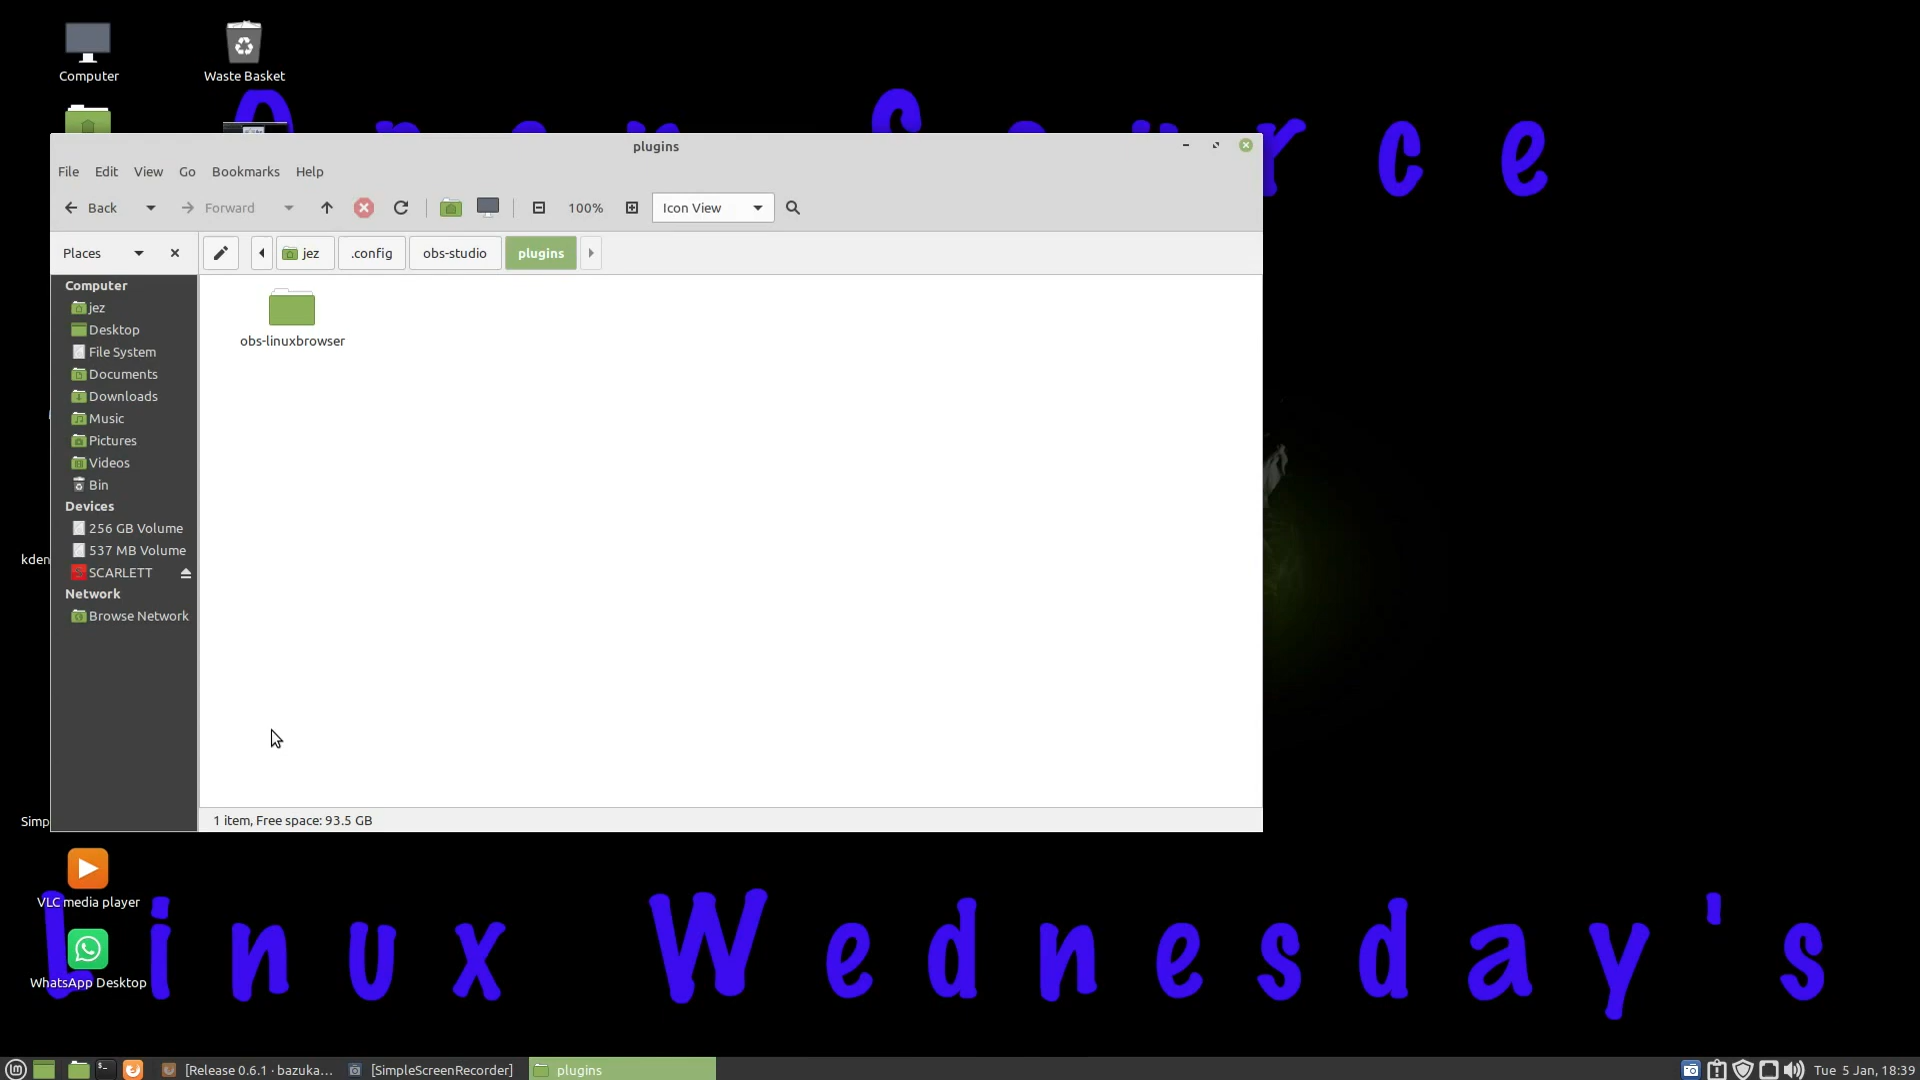 Computer
Waste Basket
Open Source
plugins
File Edit View Go Bookmarks Help
Back Forward 100% Icon View
Places
jez .config obs-studio plugins
Computer
jez
Desktop
File System
Documents
Downloads
Music
Pictures
Videos
Bin
Devices
256 GB Volume
537 MB Volume
SCARLETT
Network
Browse Network
obs-linuxbrowser
1 item, Free space: 93.5 GB
kden
Simp
VLC media player
WhatsApp Desktop
Linux Wednesday's
[Release 0.6.1 · bazuka... [SimpleScreenRecorder] plugins Tue 5 Jan, 18:39